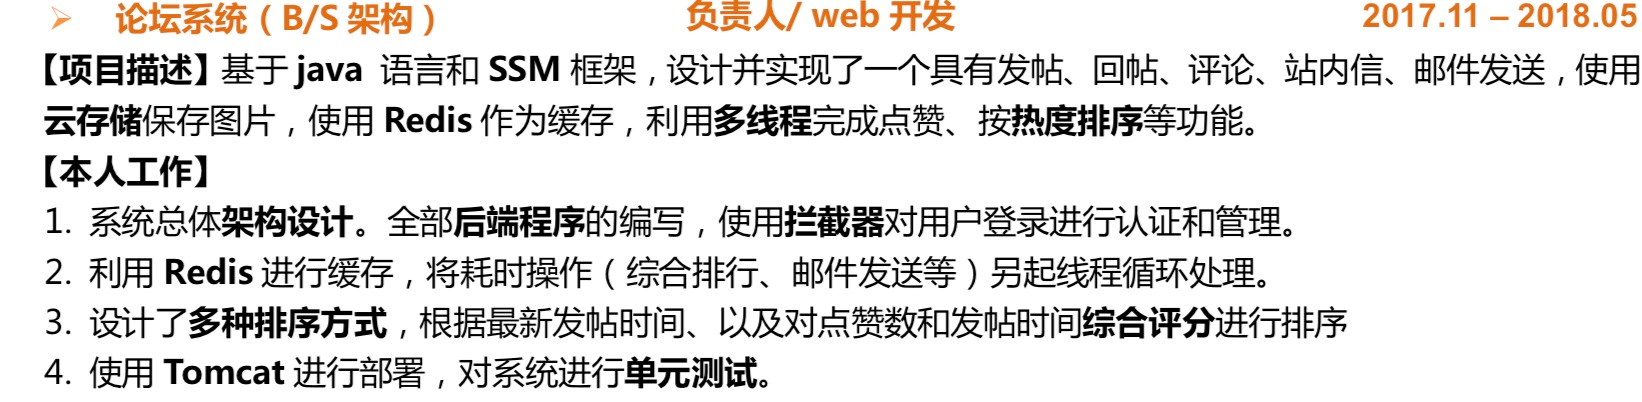 ➢ 论坛系统（B/S 架构） 负责人/ web 开发 2017.11 – 2018.05
【项目描述】基于 java 语言和 SSM 框架，设计并实现了一个具有发帖、回帖、评论、站内信、邮件发送，使用
云存储保存图片，使用 Redis 作为缓存，利用多线程完成点赞、按热度排序等功能。
【本人工作】
1. 系统总体架构设计。全部后端程序的编写，使用拦截器对用户登录进行认证和管理。
2. 利用 Redis 进行缓存，将耗时操作（综合排行、邮件发送等）另起线程循环处理。
3. 设计了多种排序方式，根据最新发帖时间、以及对点赞数和发帖时间综合评分进行排序
4. 使用 Tomcat 进行部署，对系统进行单元测试。